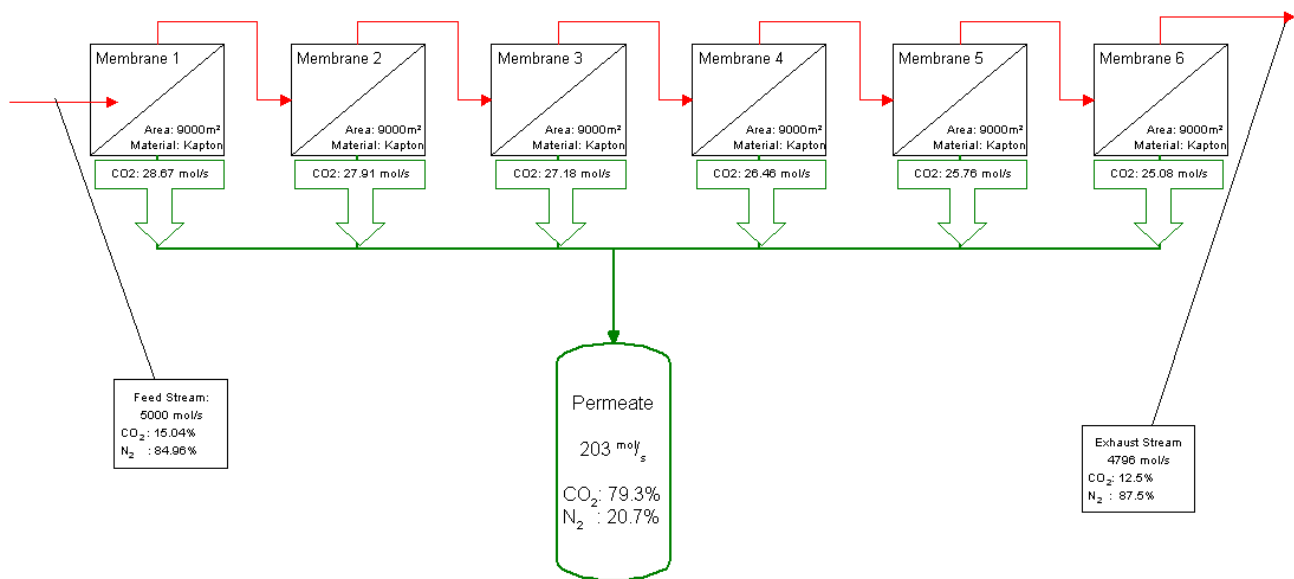 Membrane 1
Area: 9000m²
Material: Kapton
CO2: 28.67 mol/s
Membrane 2
Area: 9000m²
Material: Kapton
CO2: 27.91 mol/s
Membrane 3
Area: 9000m²
Material: Kapton
CO2: 27.18 mol/s
Membrane 4
Area: 9000m²
Material: Kapton
CO2: 26.46 mol/s
Membrane 5
Area: 9000m²
Material: Kapton
CO2: 25.76 mol/s
Membrane 6
Area: 9000m²
Material: Kapton
CO2: 25.08 mol/s
Feed Stream:
5000 mol/s
CO₂: 15.04%
N₂ : 84.96%
Permeate
203 mol/s
CO₂: 79.3%
N₂ : 20.7%
Exhaust Stream
4796 mol/s
CO₂: 12.5%
N₂ : 87.5%